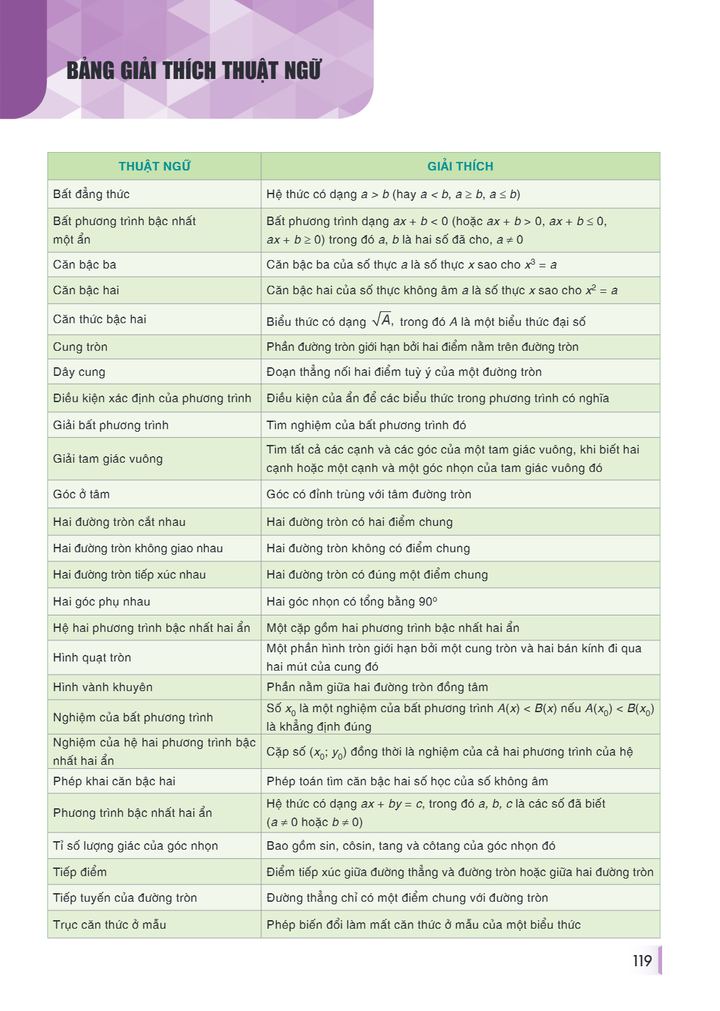 BẢNG GIẢI THÍCH THUẬT NGỮ
THUẬT NGỮ GIẢI THÍCH
Bất đẳng thức Hệ thức có dạng a > b (hay a < b, a ≥ b, a ≤ b)
Bất phương trình bậc nhất
một ẩn
Bất phương trình dạng ax + b < 0 (hoặc ax + b > 0, ax + b ≤ 0,
ax + b ≥ 0) trong đó a, b là hai số đã cho, a ≠ 0
Căn bậc ba Căn bậc ba của số thực a là số thực x sao cho x³ = a
Căn bậc hai Căn bậc hai của số thực không âm a là số thực x sao cho x² = a
Căn thức bậc hai Biểu thức có dạng √A, trong đó A là một biểu thức đại số
Cung tròn Phần đường tròn giới hạn bởi hai điểm nằm trên đường tròn
Dây cung Đoạn thẳng nối hai điểm tuỳ ý của một đường tròn
Điều kiện xác định của phương trình Điều kiện của ẩn để các biểu thức trong phương trình có nghĩa
Giải bất phương trình Tìm nghiệm của bất phương trình đó
Giải tam giác vuông
Tìm tất cả các cạnh và các góc của một tam giác vuông, khi biết hai
cạnh hoặc một cạnh và một góc nhọn của tam giác vuông đó
Góc ở tâm Góc có đỉnh trùng với tâm đường tròn
Hai đường tròn cắt nhau Hai đường tròn có hai điểm chung
Hai đường tròn không giao nhau Hai đường tròn không có điểm chung
Hai đường tròn tiếp xúc nhau Hai đường tròn có đúng một điểm chung
Hai góc phụ nhau Hai góc nhọn có tổng bằng 90°
Hệ hai phương trình bậc nhất hai ẩn Một cặp gồm hai phương trình bậc nhất hai ẩn
Hình quạt tròn
Một phần hình tròn giới hạn bởi một cung tròn và hai bán kính đi qua
hai mút của cung đó
Hình vành khuyên Phần nằm giữa hai đường tròn đồng tâm
Nghiệm của bất phương trình
Số x₀ là một nghiệm của bất phương trình A(x) < B(x) nếu A(x₀) < B(x₀)
là khẳng định đúng
Nghiệm của hệ hai phương trình bậc
nhất hai ẩn
Cặp số (x₀; y₀) đồng thời là nghiệm của cả hai phương trình của hệ
Phép khai căn bậc hai Phép toán tìm căn bậc hai số học của số không âm
Phương trình bậc nhất hai ẩn
Hệ thức có dạng ax + by = c, trong đó a, b, c là các số đã biết
(a ≠ 0 hoặc b ≠ 0)
Tỉ số lượng giác của góc nhọn Bao gồm sin, côsin, tang và côtang của góc nhọn đó
Tiếp điểm Điểm tiếp xúc giữa đường thẳng và đường tròn hoặc giữa hai đường tròn
Tiếp tuyến của đường tròn Đường thẳng chỉ có một điểm chung với đường tròn
Trục căn thức ở mẫu Phép biến đổi làm mất căn thức ở mẫu của một biểu thức
119